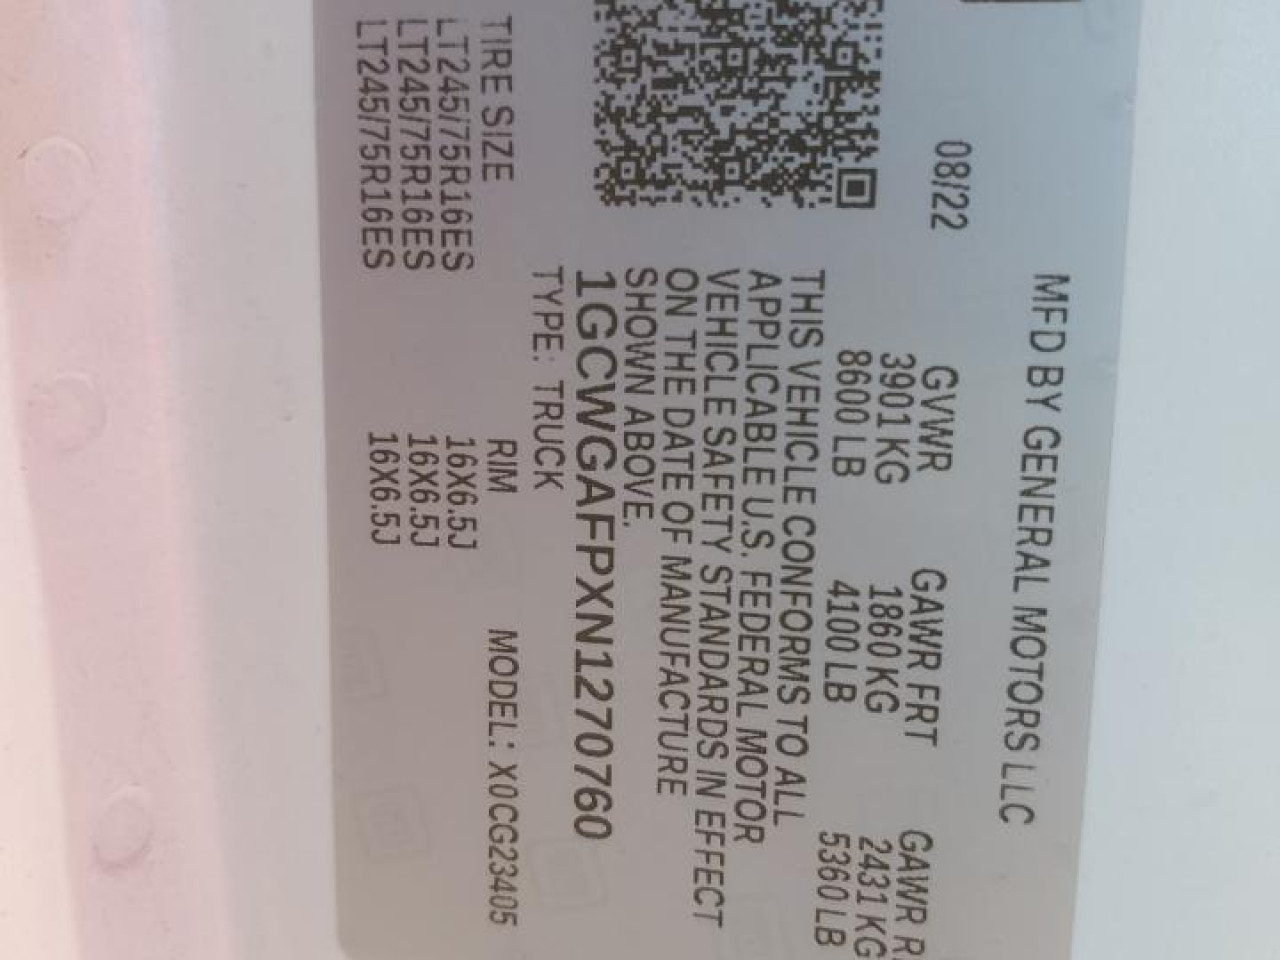 MFD BY GENERAL MOTORS LLC
08/22
GVWR
GAWR FRT
GAWR
3901 KG
1860 KG
2431 KG
8600 LB
4100 LB
5360 LB
THIS VEHICLE CONFORMS TO ALL
APPLICABLE U.S. FEDERAL MOTOR
VEHICLE SAFETY STANDARDS IN EFFECT
ON THE DATE OF MANUFACTURE
SHOWN ABOVE.
1GCWGAFPXN1270760
TYPE: TRUCK
MODEL: X0CG23405
TIRE SIZE
RIM
LT245/75R16ES
16X6.5J
LT245/75R16ES
16X6.5J
LT245/75R16ES
16X6.5J